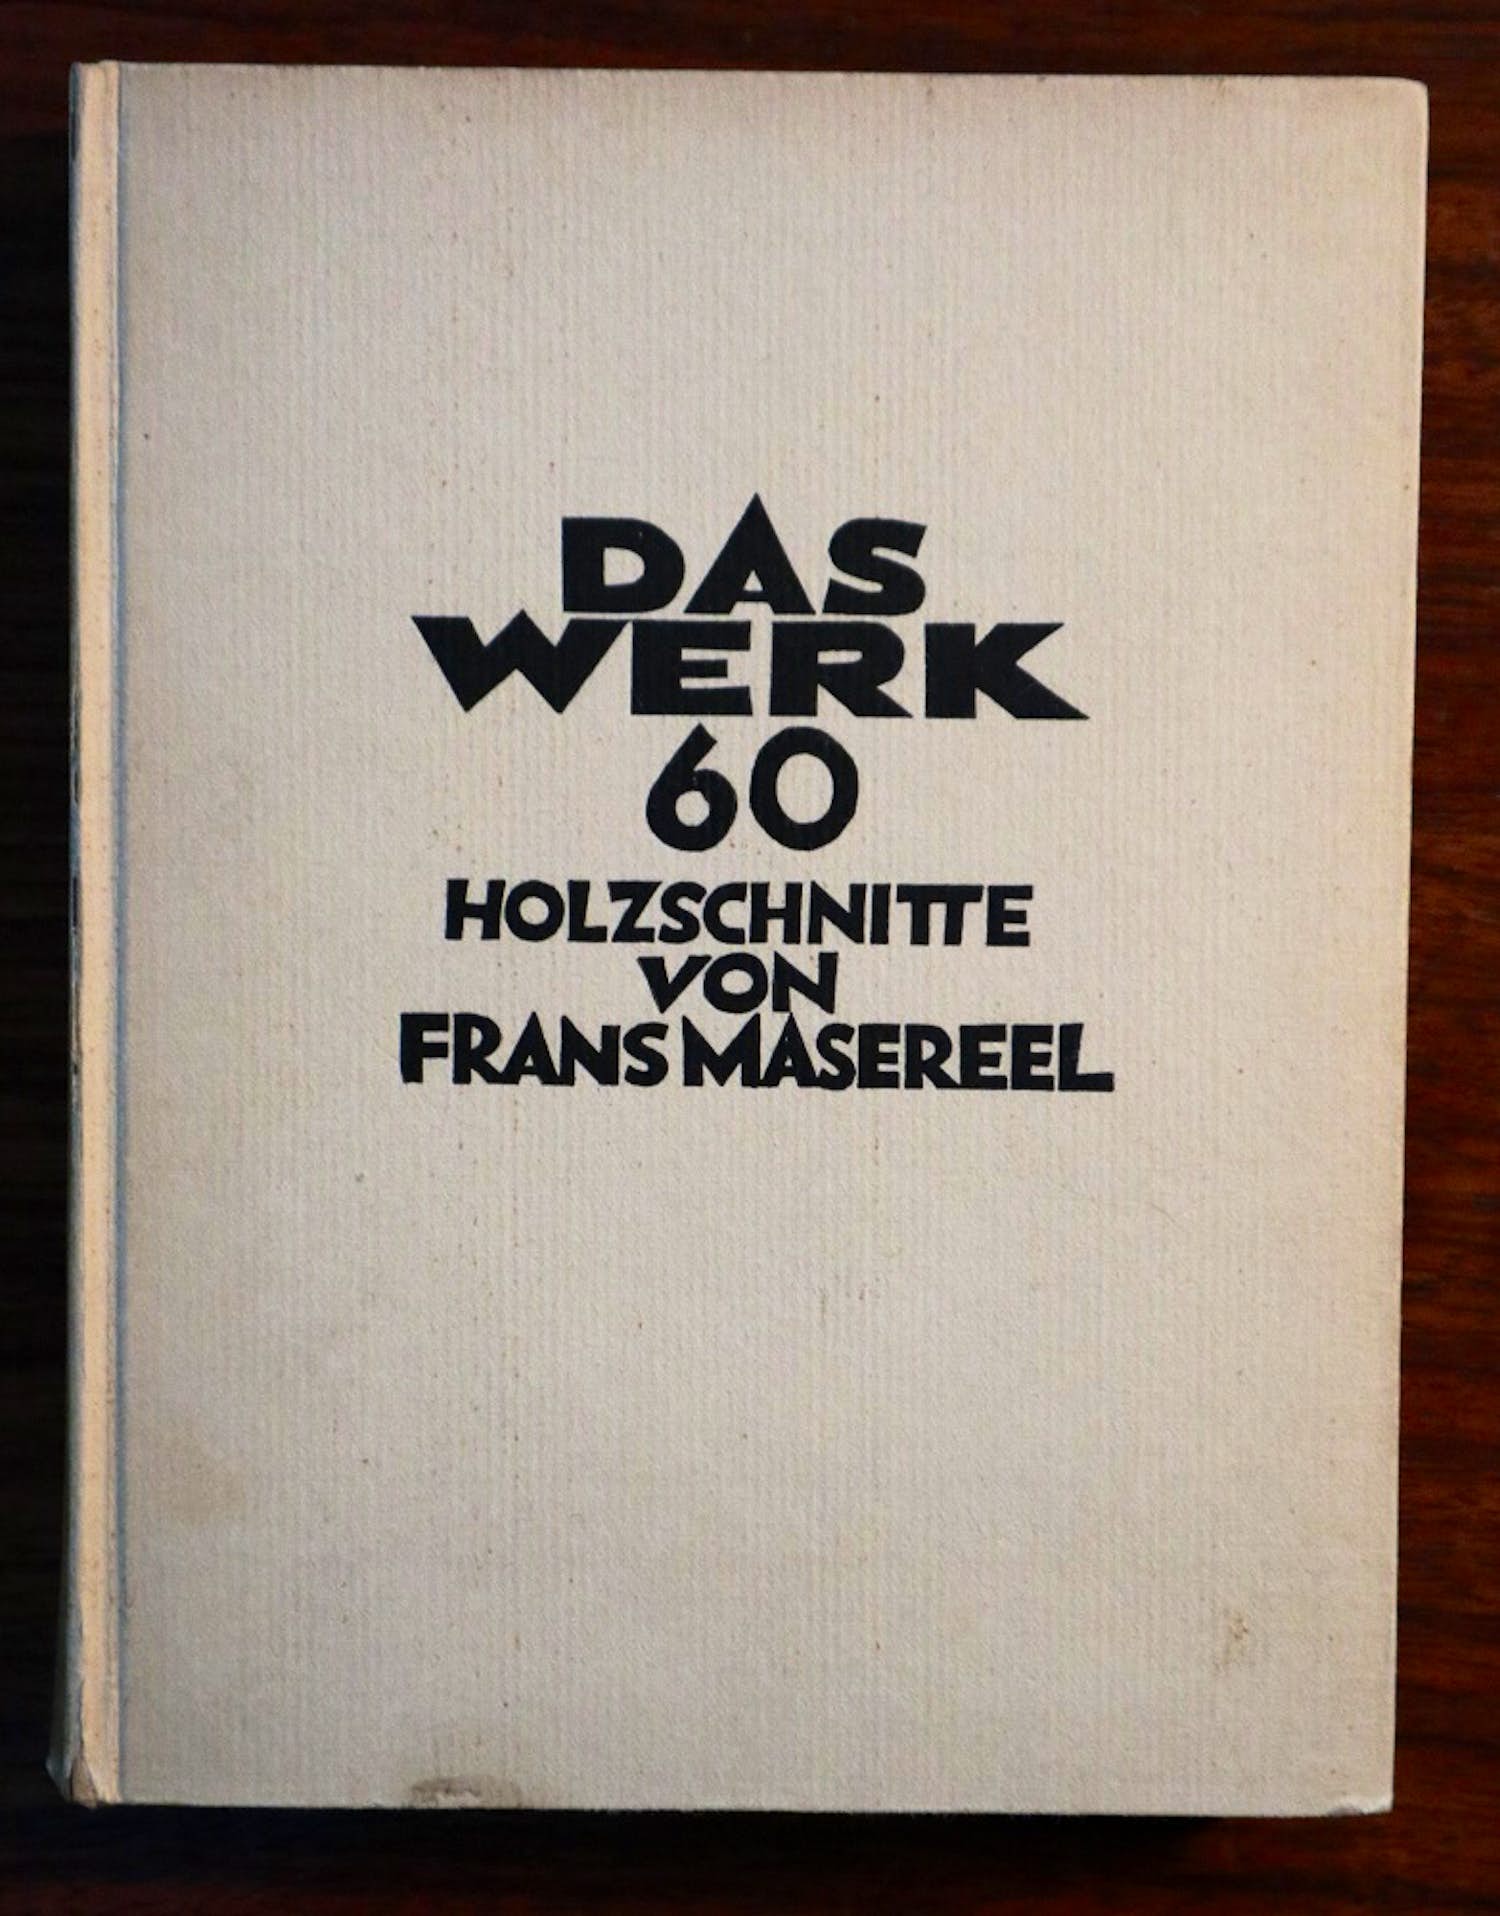 DAS
WERK
60
HOLZSCHNITTE
VON
FRANS MASEREEL